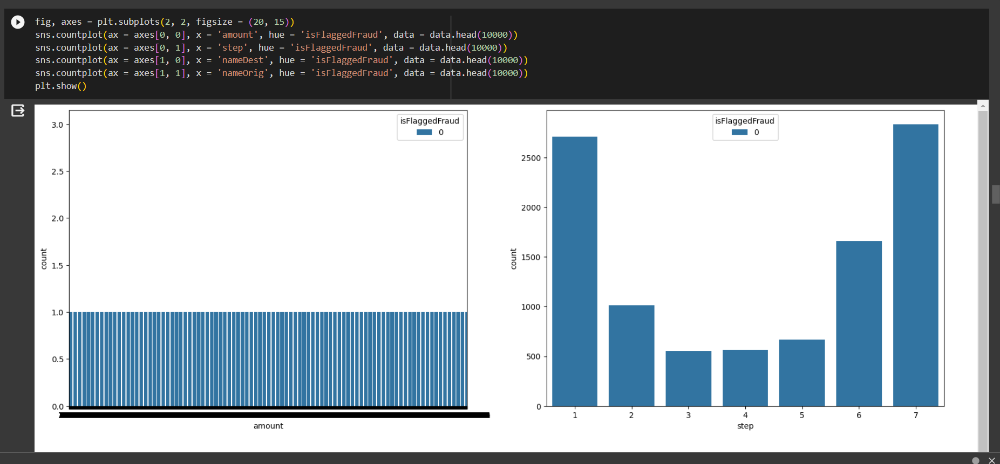 fig, axes = plt.subplots(2, 2, figsize = (20, 15))
sns.countplot(ax = axes[0, 0], x = 'amount', hue = 'isFlaggedFraud', data = data.head(10000))
sns.countplot(ax = axes[0, 1], x = 'step', hue = 'isFlaggedFraud', data = data.head(10000))
sns.countplot(ax = axes[1, 0], x = 'nameDest', hue = 'isFlaggedFraud', data = data.head(10000))
sns.countplot(ax = axes[1, 1], x = 'nameOrig', hue = 'isFlaggedFraud', data = data.head(10000))
plt.show()
isFlaggedFraud
0
3.0
2.5
2.0
1.5
1.0
0.5
0.0
count
amount
isFlaggedFraud
0
2500
2000
1500
1000
500
0
count
1 2 3 4 5 6 7
step